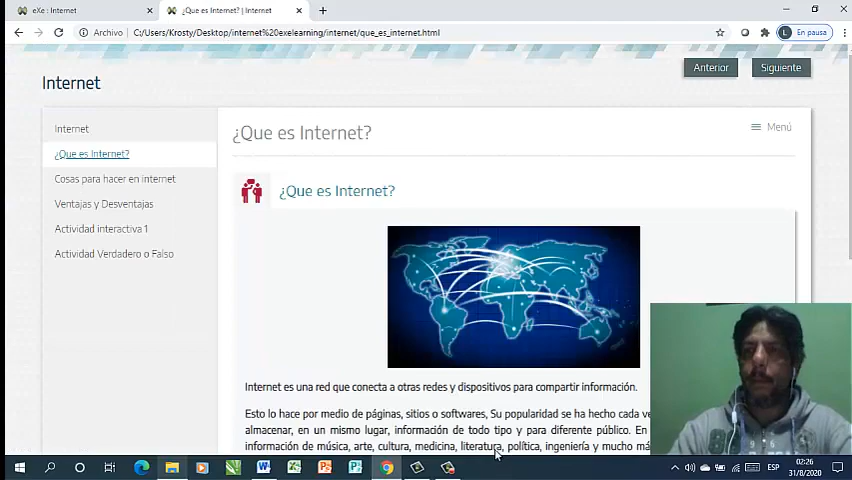 eXe : Internet
¿Que es Internet? | Internet
Archivo
C:/Users/Krosty/Desktop/internet%20exelearning/internet/que_es_internet.html
L
En pausa
Internet
Anterior
Siguiente
Internet
¿Que es Internet?
Cosas para hacer en internet
Ventajas y Desventajas
Actividad interactiva 1
Actividad Verdadero o Falso
¿Que es Internet?
Menú
¿Que es Internet?
Internet es una red que conecta a otras redes y dispositivos para compartir información.
Esto lo hace por medio de páginas, sitios o softwares, Su popularidad se ha hecho cada
almacenar, en un mismo lugar, información de todo tipo y para diferente público. En
información de música, arte, cultura, medicina, literatura, política, ingeniería y mucho
ESP
02:26
31/8/2020